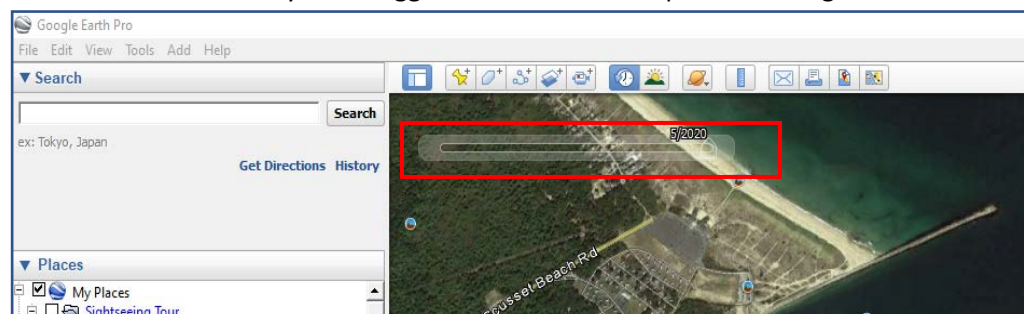 Google Earth Pro
File Edit View Tools Add Help
▼ Search
Search
ex: Tokyo, Japan
Get Directions History
▼ Places
My Places
Sightseeing Tour
5/2020
Scusset Beach Rd